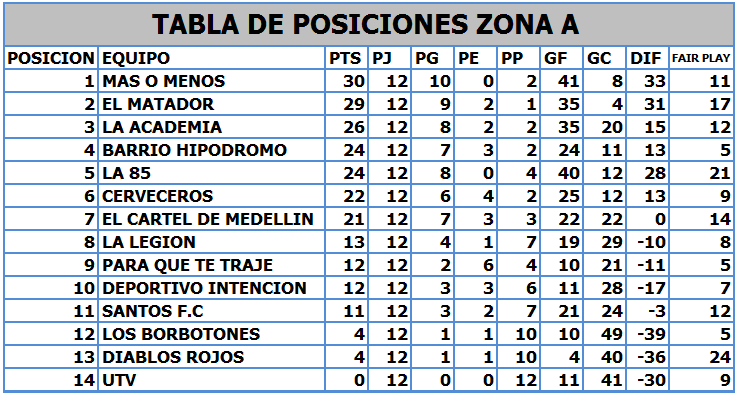 TABLA DE POSICIONES ZONA A
POSICION EQUIPO PTS PJ PG PE PP GF GC DIF FAIR PLAY
1 MAS O MENOS 30 12 10 0 2 41 8 33 11
2 EL MATADOR 29 12 9 2 1 35 4 31 17
3 LA ACADEMIA 26 12 8 2 2 35 20 15 12
4 BARRIO HIPODROMO 24 12 7 3 2 24 11 13 5
5 LA 85 24 12 8 0 4 40 12 28 21
6 CERVECEROS 22 12 6 4 2 25 12 13 9
7 EL CARTEL DE MEDELLIN 21 12 7 3 3 22 22 0 14
8 LA LEGION 13 12 4 1 7 19 29 -10 8
9 PARA QUE TE TRAJE 12 12 2 6 4 10 21 -11 5
10 DEPORTIVO INTENCION 12 12 3 3 6 11 28 -17 7
11 SANTOS F.C 11 12 3 2 7 21 24 -3 12
12 LOS BORBOTONES 4 12 1 1 10 10 49 -39 5
13 DIABLOS ROJOS 4 12 1 1 10 4 40 -36 24
14 UTV 0 12 0 0 12 11 41 -30 9